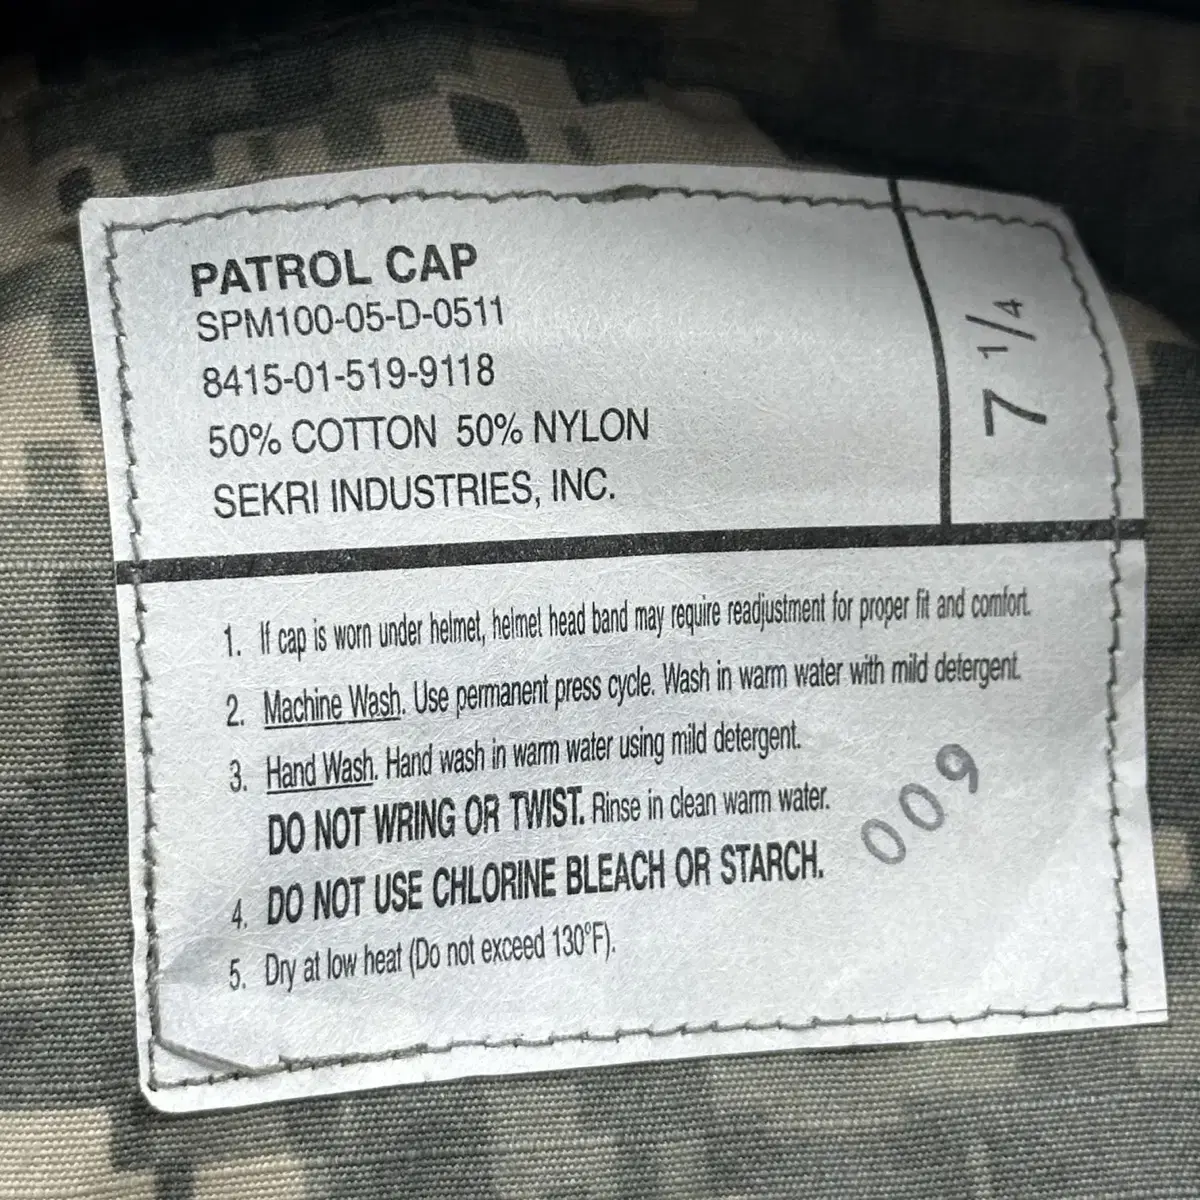 PATROL CAP
SPM100-05-D-0511
8415-01-519-9118
50% COTTON 50% NYLON
SEKRI INDUSTRIES, INC.
7 1/4
1. If cap is worn under helmet, helmet head band may require readjustment for proper fit and comfort.
2. Machine Wash. Use permanent press cycle. Wash in warm water with mild detergent.
3. Hand Wash. Hand wash in warm water using mild detergent.
DO NOT WRING OR TWIST. Rinse in clean warm water.
4. DO NOT USE CHLORINE BLEACH OR STARCH.
5. Dry at low heat (Do not exceed 130°F).
009